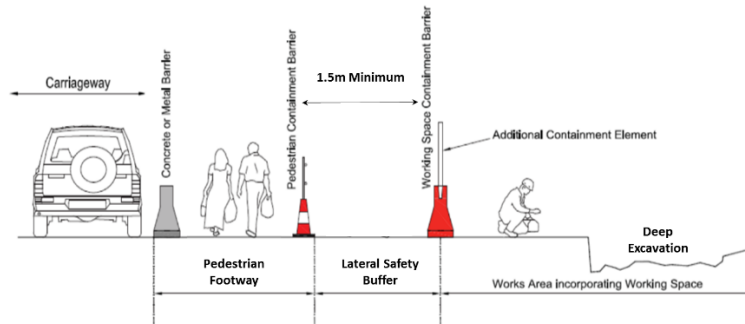 Carriageway
Concrete or Metal Barrier
Pedestrian Containment Barrier
1.5m Minimum
Working Space Containment Barrier
Additional Containment Element
Pedestrian
Footway
Lateral Safety
Buffer
Deep
Excavation
Works Area incorporating Working Space